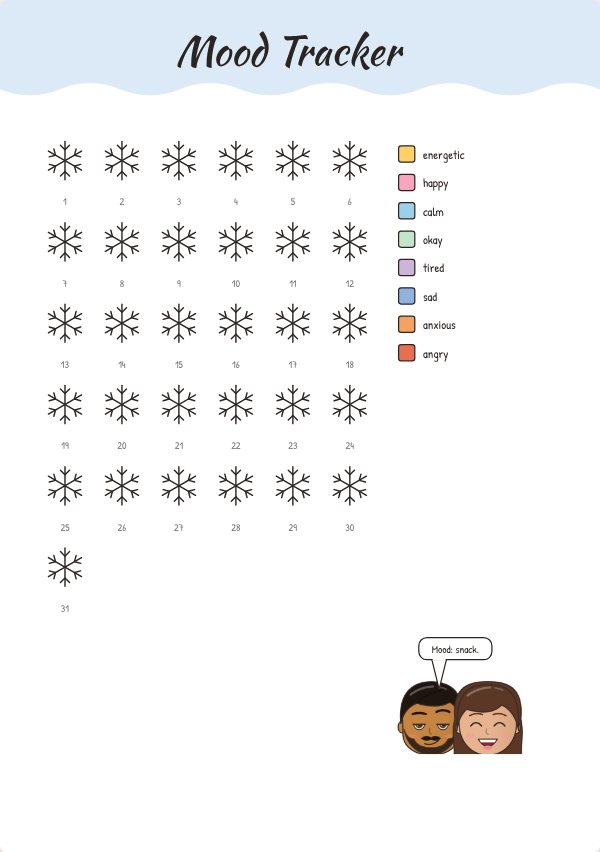 Mood Tracker
1 2 3 4 5 6
7 8 9 10 11 12
13 14 15 16 17 18
19 20 21 22 23 24
25 26 27 28 29 30
31
energetic
happy
calm
okay
tired
sad
anxious
angry
Mood: snack.